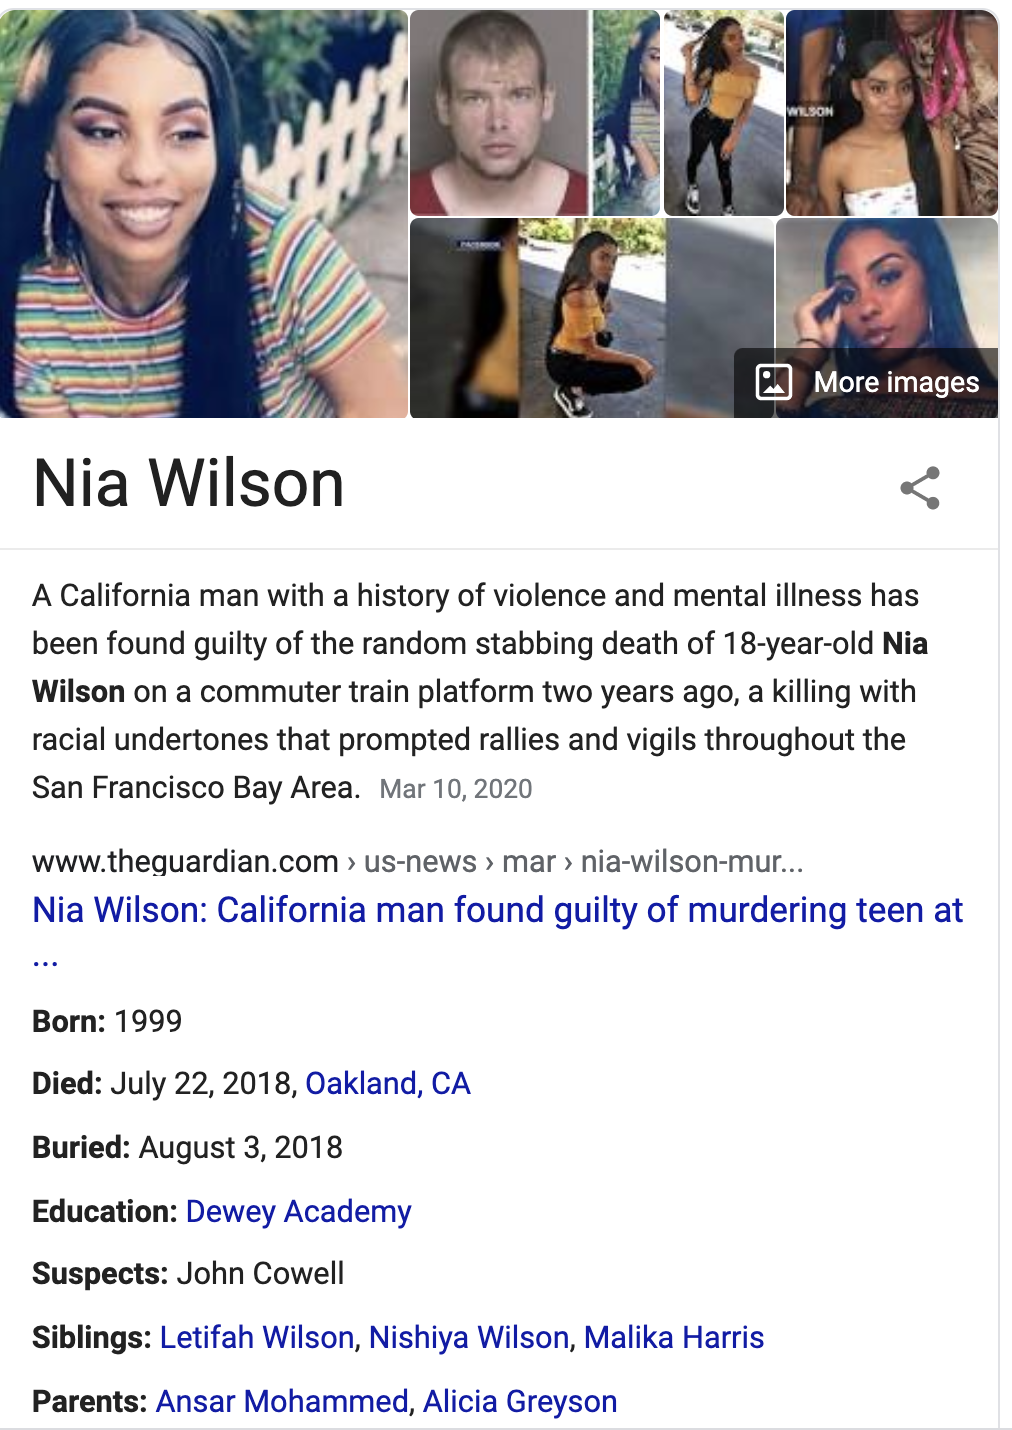 WILSON
FACEBOOK
More images
Nia Wilson
A California man with a history of violence and mental illness has
been found guilty of the random stabbing death of 18-year-old Nia
Wilson on a commuter train platform two years ago, a killing with
racial undertones that prompted rallies and vigils throughout the
San Francisco Bay Area. Mar 10, 2020
www.theguardian.com › us-news › mar › nia-wilson-mur...
Nia Wilson: California man found guilty of murdering teen at
...
Born: 1999
Died: July 22, 2018, Oakland, CA
Buried: August 3, 2018
Education: Dewey Academy
Suspects: John Cowell
Siblings: Letifah Wilson, Nishiya Wilson, Malika Harris
Parents: Ansar Mohammed, Alicia Greyson